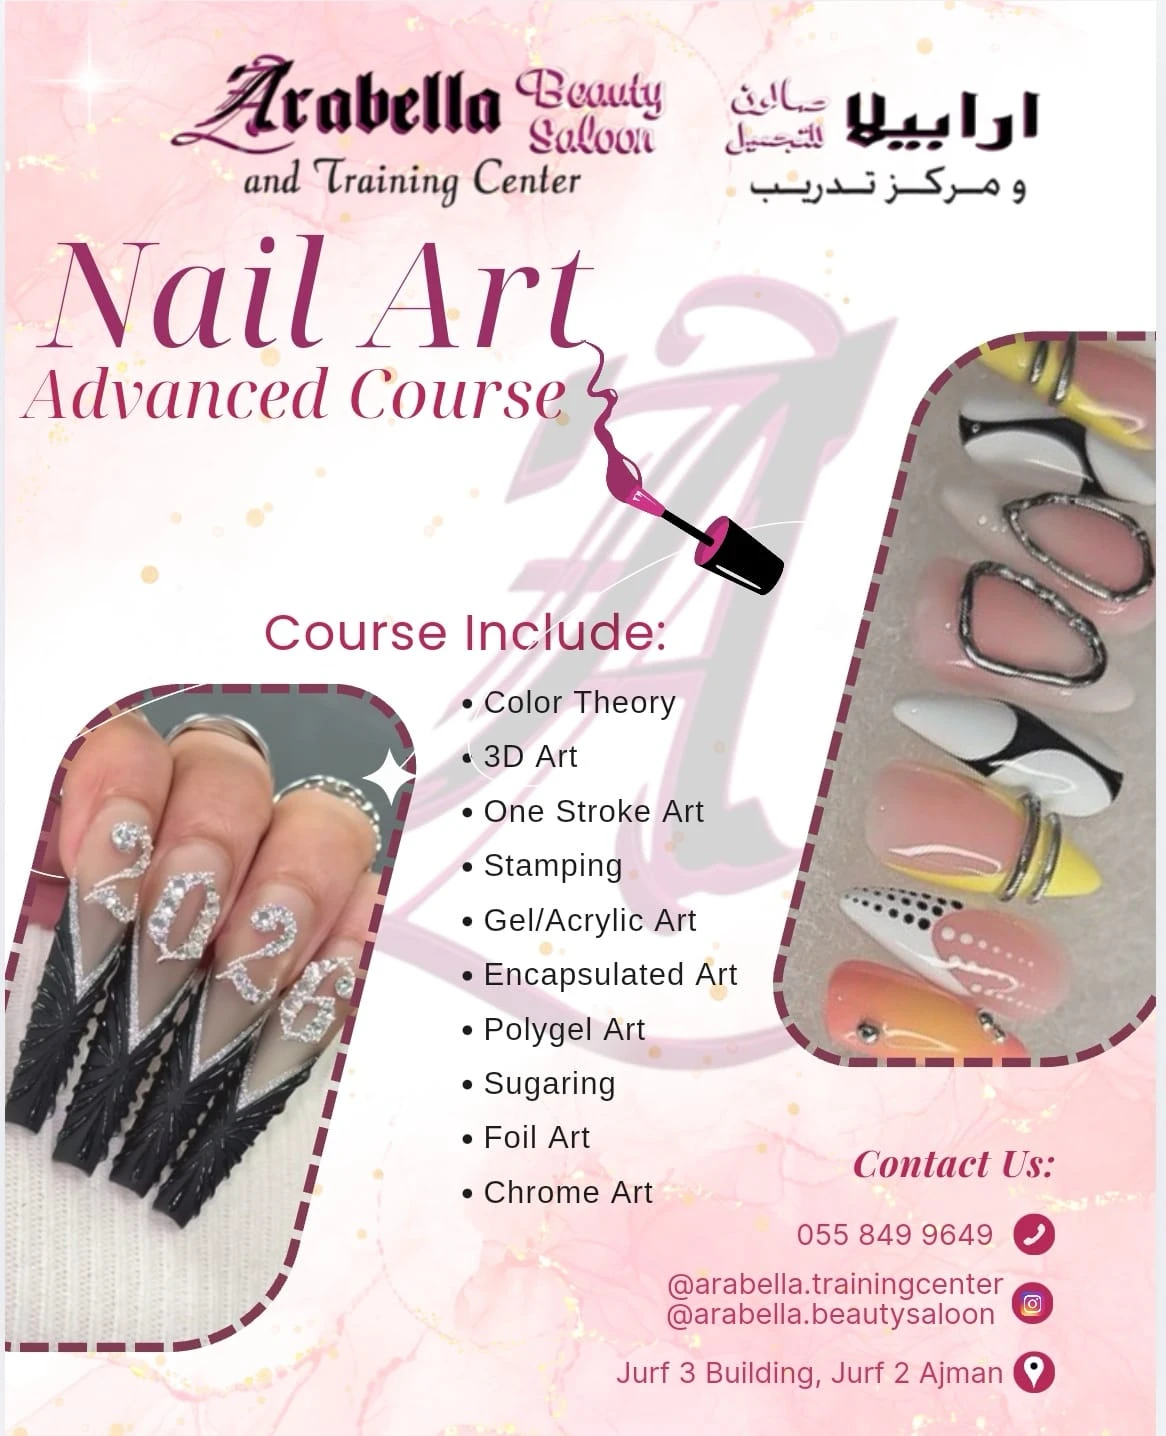 Arabella Beauty Saloon
and Training Center
ارابيلا صالون للتجميل
و مركز تدريب
Nail Art
Advanced Course
Course Include:
• Color Theory
• 3D Art
• One Stroke Art
• Stamping
• Gel/Acrylic Art
• Encapsulated Art
• Polygel Art
• Sugaring
• Foil Art
• Chrome Art
2026
Contact Us:
055 849 9649
@arabella.trainingcenter
@arabella.beautysaloon
Jurf 3 Building, Jurf 2 Ajman